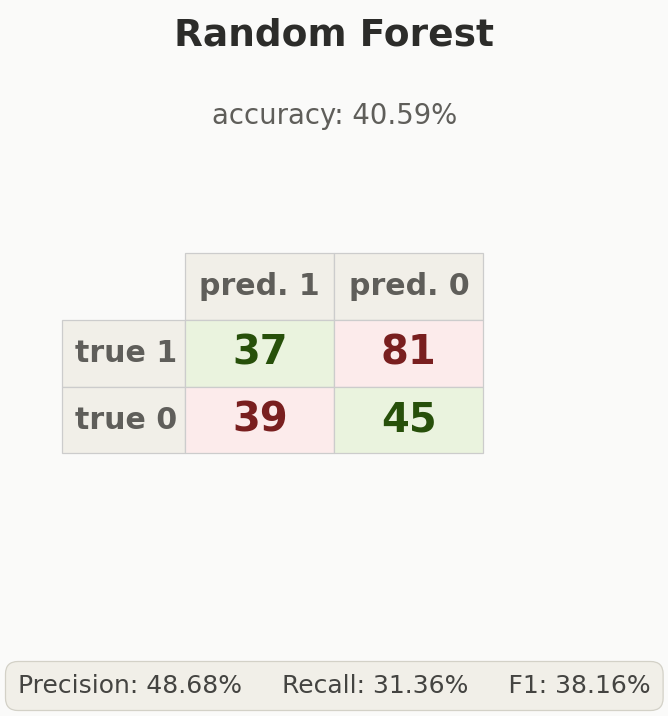 Random Forest
accuracy: 40.59%
pred. 1 pred. 0
true 1 37 81
true 0 39 45
Precision: 48.68% Recall: 31.36% F1: 38.16%